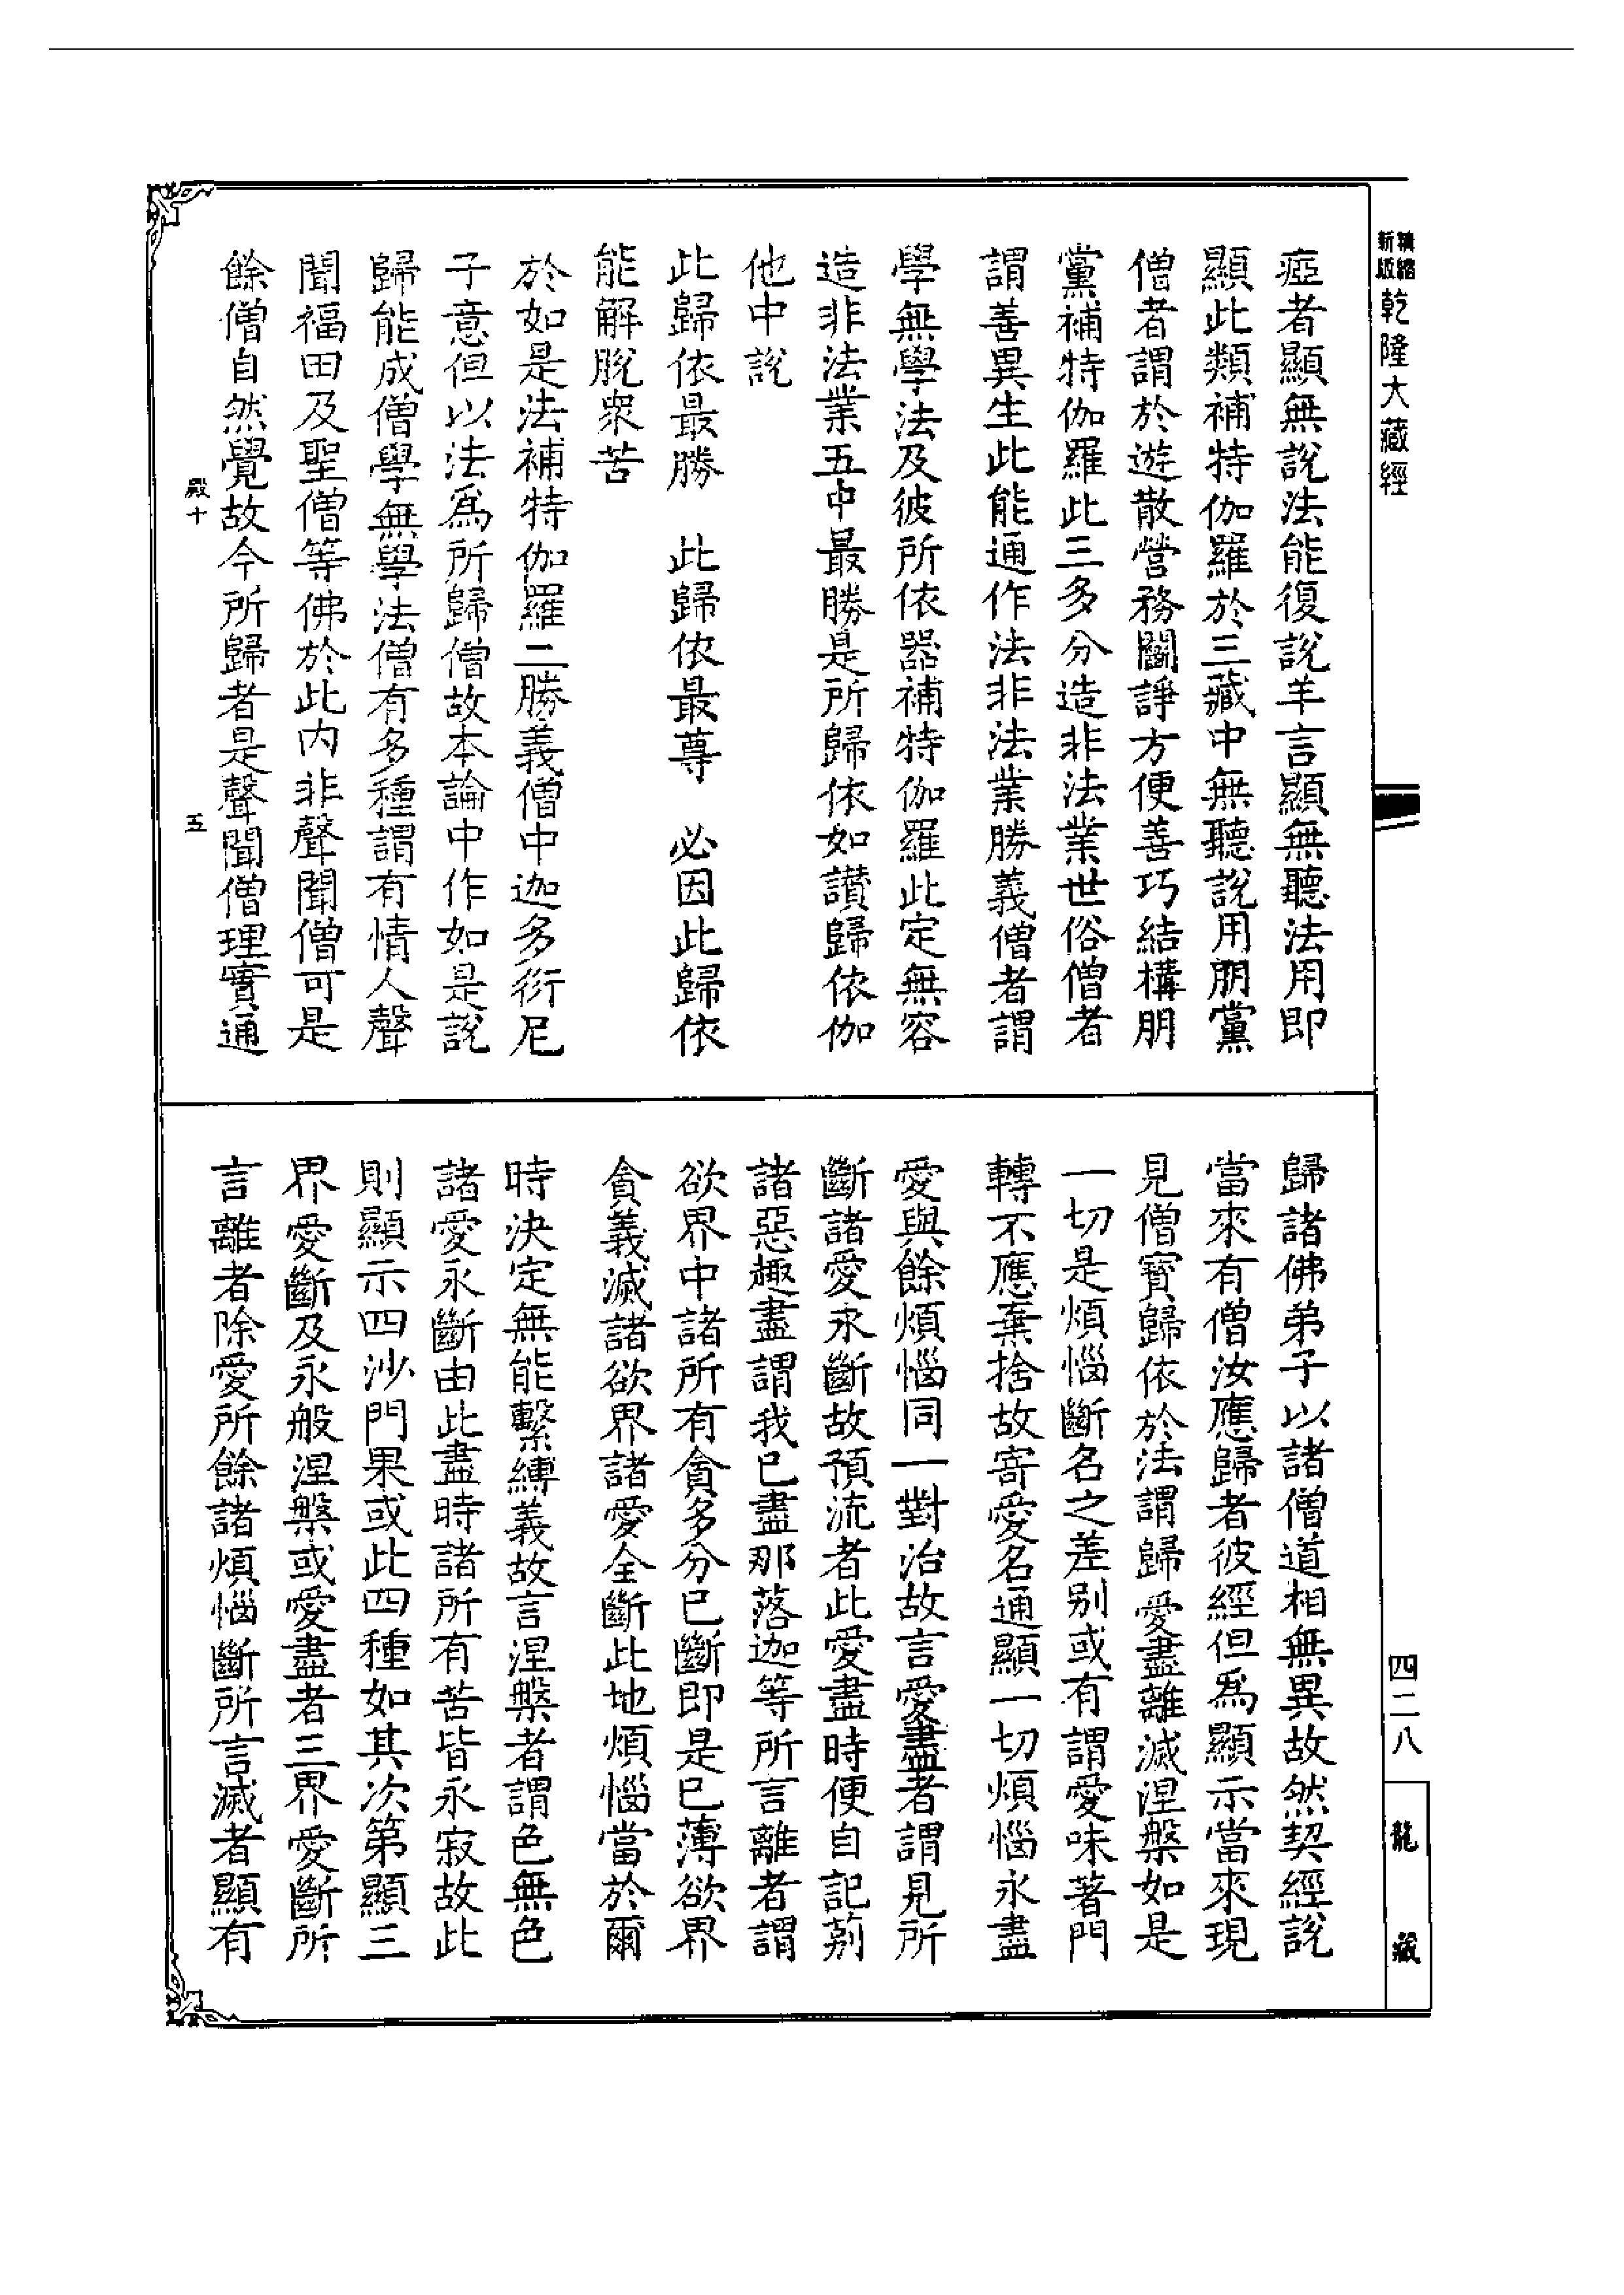 精縮新版乾隆大藏經
瘂者顯無說法能復說羊言顯無聽法用即
顯此類補特伽羅於三藏中無聽說用朋黨
僧者謂於遊散營務鬭諍方便善巧結構朋
黨補特伽羅此三多分造非法業世俗僧者
謂善異生此能通作法非法業勝義僧者謂
學無學法及彼所依器補特伽羅此定無容
造非法業五中最勝是所歸依如讃歸依伽
他中說
此歸依最勝　此歸依最尊　必因此歸依
能解脫衆苦
於如是法補特伽羅二勝義僧中迦多衍尼
子意但以法爲所歸僧故本論中作如是說
歸能成僧學無學法僧有多種謂有情人聲
聞福田及聖僧等佛於此內非聲聞僧可是
餘僧自然覺故今所歸者是聲聞僧理實通
殿十　五
歸諸佛弟子以諸僧道相無異故然契經說
當來有僧汝應歸者彼經但爲顯示當來現
見僧寳歸依於法謂歸愛盡離滅涅槃如是
一切是煩惱斷名之差別或有謂愛味著門
轉不應棄捨故寄愛名通顯一切煩惱永盡
愛與餘煩惱同一對治故言愛盡者謂見所
斷諸愛永斷故預流者此愛盡時便自記莂
諸惡趣盡謂我已盡那落迦等所言離者謂
欲界中諸所有貪多分已斷即是已薄欲界
貪義滅諸欲界諸愛全斷此地煩惱當於爾
時決定無能繫縛義故言涅槃者謂色無色
諸愛永斷由此盡時諸所有苦皆永寂故此
則顯示四沙門果或此四種如其次第顯三
界愛斷及永般涅槃或愛盡者三界愛斷所
言離者除愛所餘諸煩惱斷所言滅者顯有
四二八
龍藏